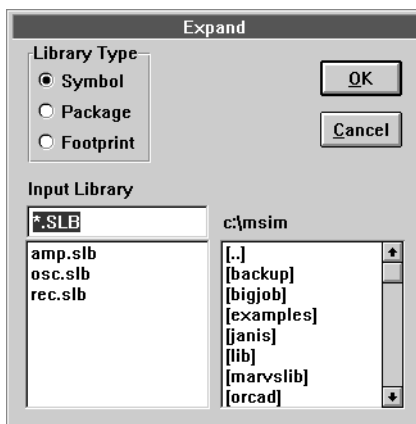 Expand
Library Type
Symbol
Package
Footprint
OK
Cancel
Input Library
*.SLB
amp.slb
osc.slb
rec.slb
c:\msim
[..]
[backup]
[bigjob]
[examples]
[janis]
[lib]
[marvslib]
[orcad]